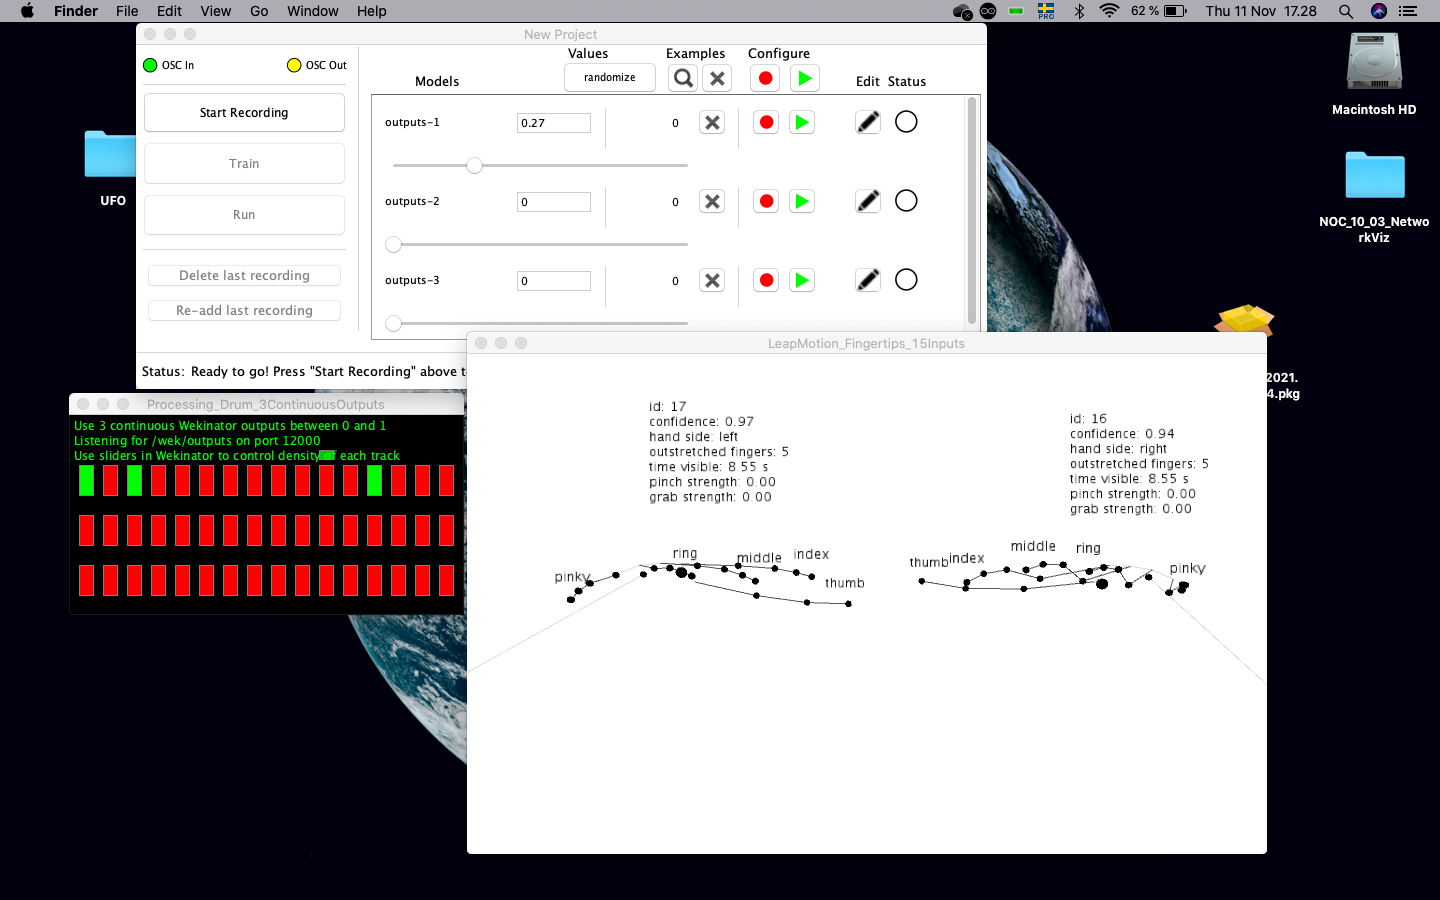 Finder File Edit View Go Window Help
PRO 62 % Thu 11 Nov 17.28
New Project
OSC In OSC Out
Values Examples Configure
Models randomize Edit Status
Start Recording
Train
Run
Delete last recording
Re-add last recording
outputs-1 0.27 0
outputs-2 0 0
outputs-3 0 0
Status: Ready to go! Press "Start Recording" above t
UFO
Macintosh HD
NOC_10_03_Netwo
rkViz
2021.
4.pkg
Processing_Drum_3ContinuousOutputs
Use 3 continuous Wekinator outputs between 0 and 1
Listening for /wek/outputs on port 12000
Use sliders in Wekinator to control density of each track
LeapMotion_Fingertips_15Inputs
id: 17
confidence: 0.97
hand side: left
outstretched fingers: 5
time visible: 8.55 s
pinch strength: 0.00
grab strength: 0.00
id: 16
confidence: 0.94
hand side: right
outstretched fingers: 5
time visible: 8.55 s
pinch strength: 0.00
grab strength: 0.00
pinky ring middle index thumb
thumb index middle ring pinky